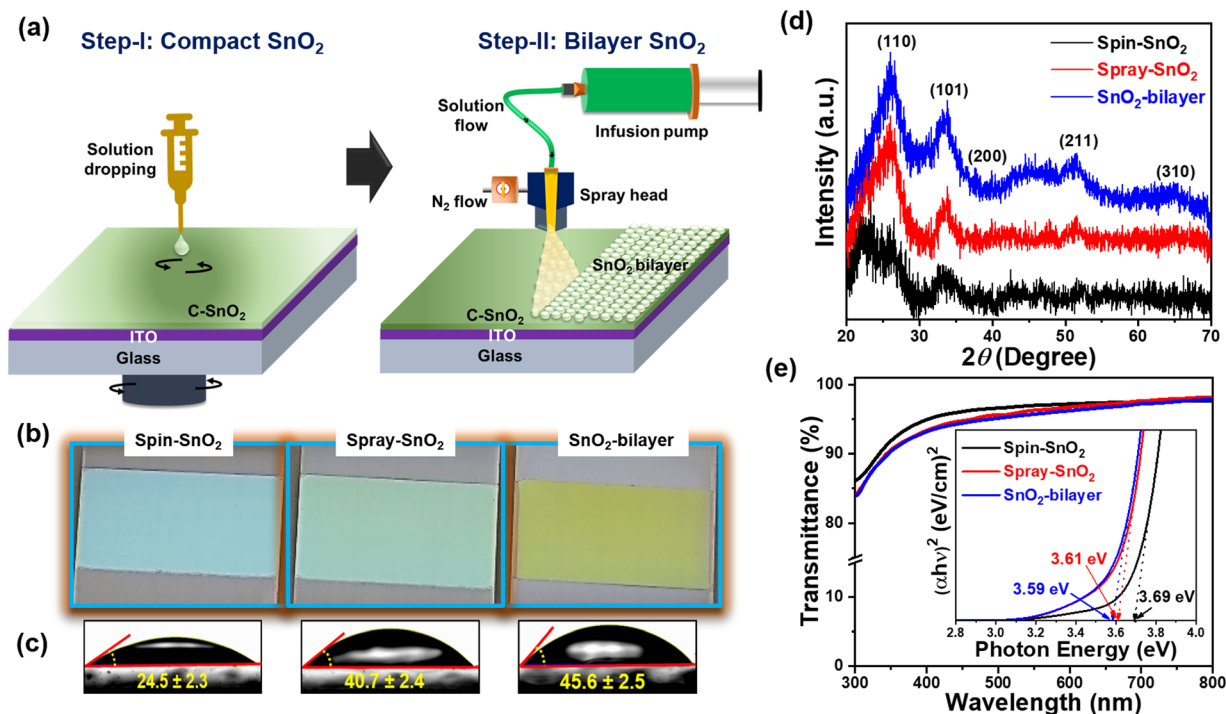 (a)
Step-I: Compact SnO₂
Solution
dropping
C-SnO₂
ITO
Glass
Step-II: Bilayer SnO₂
Solution
flow
Infusion pump
N₂ flow
Spray head
SnO₂ bilayer
C-SnO₂
ITO
Glass
(b)
Spin-SnO₂
Spray-SnO₂
SnO₂-bilayer
(c)
24.5 ± 2.3
40.7 ± 2.4
45.6 ± 2.5
(d)
Intensity (a.u.)
(110)
(101)
(200)
(211)
(310)
Spin-SnO₂
Spray-SnO₂
SnO₂-bilayer
20 30 40 50 60 70
2θ (Degree)
(e)
Transmittance (%)
100
90
80
10
5
0
300 400 500 600 700 800
Wavelength (nm)
(αhν)² (eV/cm)²
Spin-SnO₂
Spray-SnO₂
SnO₂-bilayer
3.61 eV
3.59 eV
3.69 eV
2.8 3.2 3.4 3.6 3.8 4.0
Photon Energy (eV)